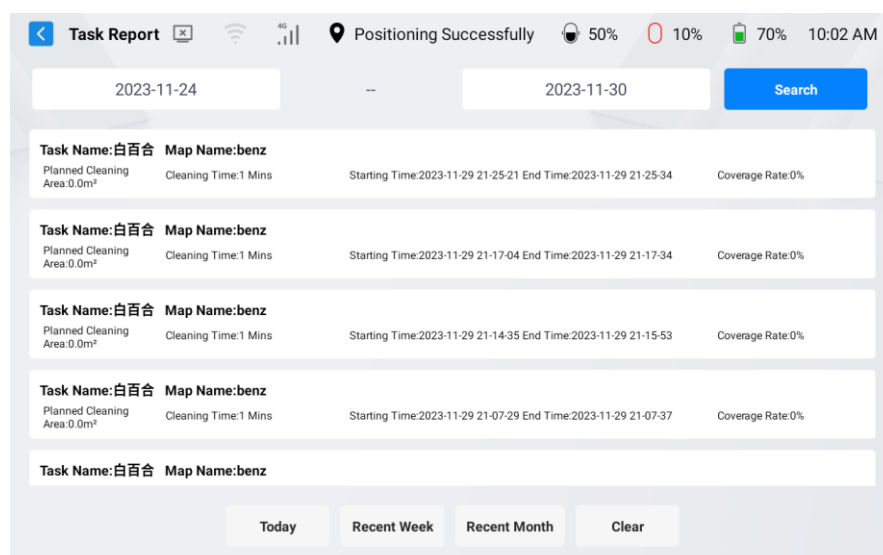 Task Report
4G
Positioning Successfully 50% 10% 70% 10:02 AM
2023-11-24 -- 2023-11-30 Search
Task Name:白百合 Map Name:benz
Planned Cleaning
Area:0.0m² Cleaning Time:1 Mins Starting Time:2023-11-29 21-25-21 End Time:2023-11-29 21-25-34 Coverage Rate:0%
Task Name:白百合 Map Name:benz
Planned Cleaning
Area:0.0m² Cleaning Time:1 Mins Starting Time:2023-11-29 21-17-04 End Time:2023-11-29 21-17-34 Coverage Rate:0%
Task Name:白百合 Map Name:benz
Planned Cleaning
Area:0.0m² Cleaning Time:1 Mins Starting Time:2023-11-29 21-14-35 End Time:2023-11-29 21-15-53 Coverage Rate:0%
Task Name:白百合 Map Name:benz
Planned Cleaning
Area:0.0m² Cleaning Time:1 Mins Starting Time:2023-11-29 21-07-29 End Time:2023-11-29 21-07-37 Coverage Rate:0%
Task Name:白百合 Map Name:benz
Today Recent Week Recent Month Clear